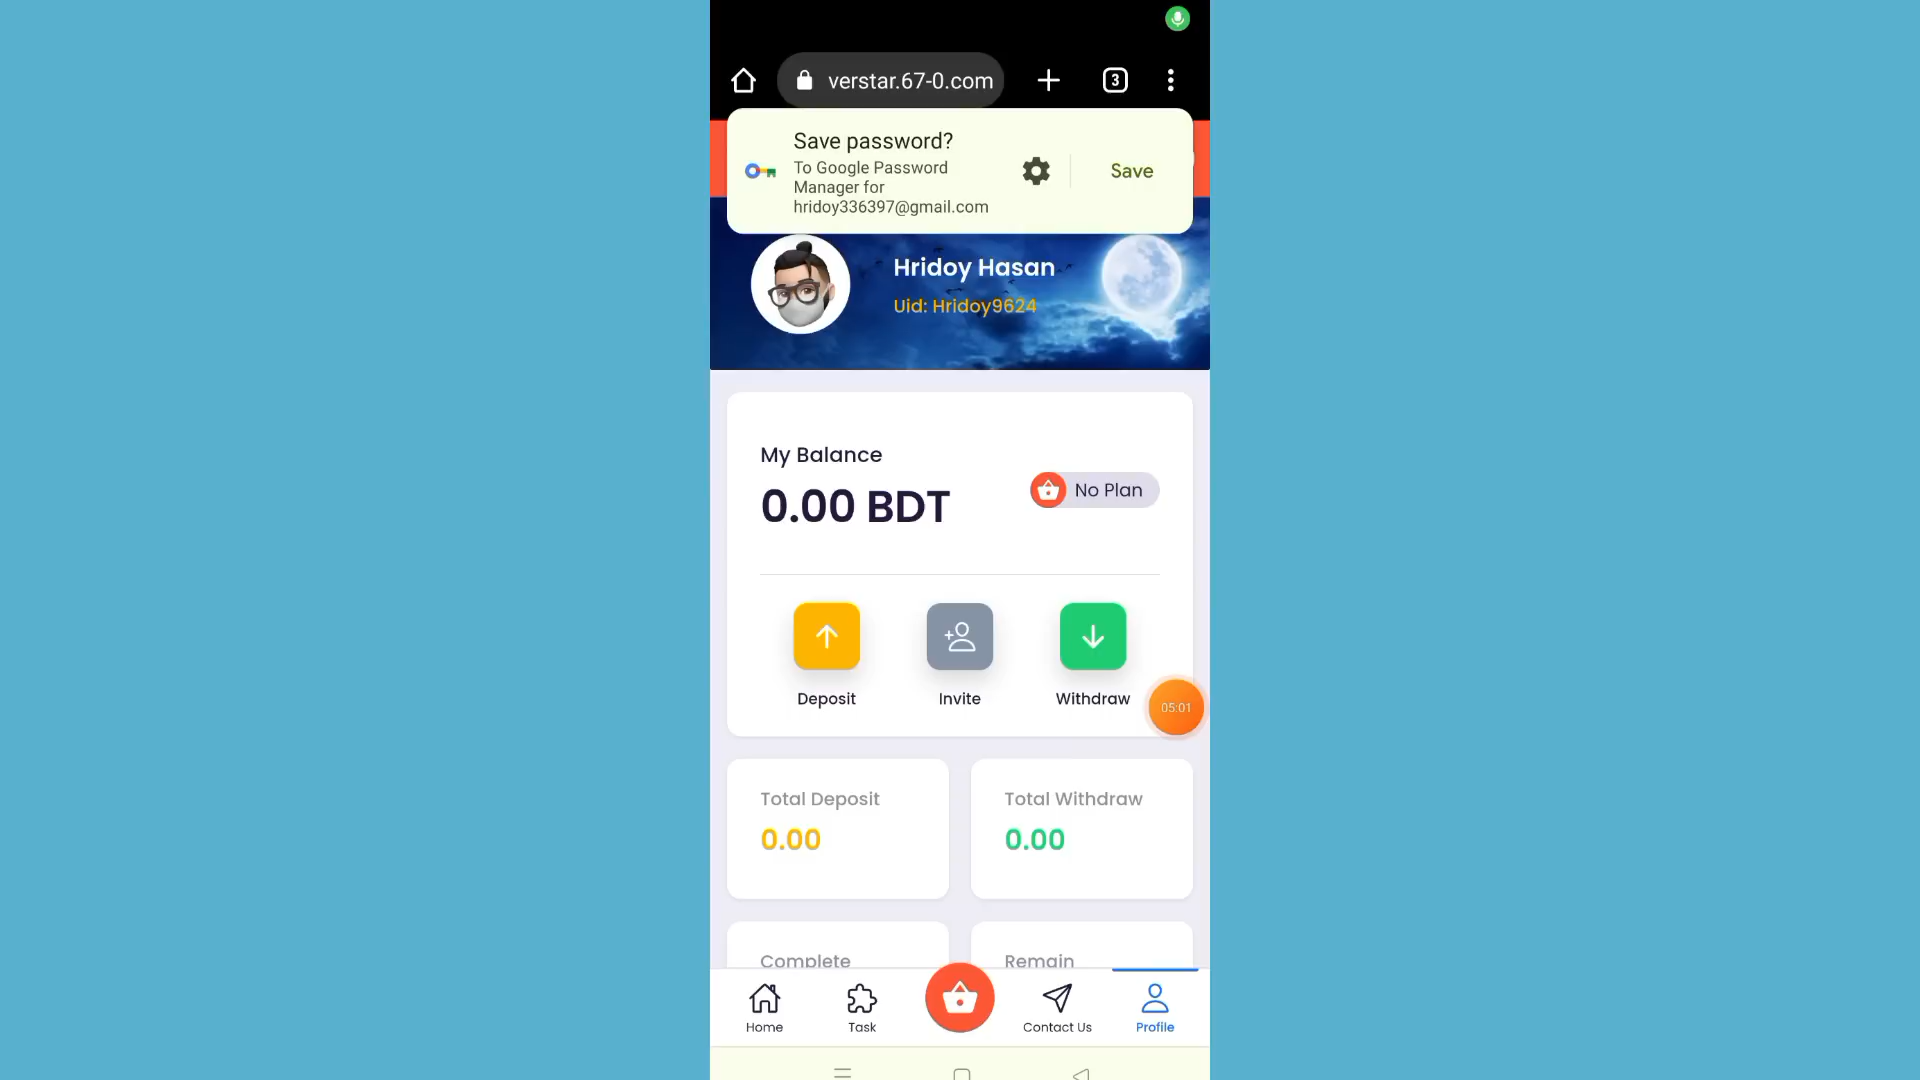 verstar.67-0.com
3
Save password?
To Google Password
Manager for
hridoy336397@gmail.com
Save
Hridoy Hasan
Uid: Hridoy9624
My Balance
0.00 BDT
No Plan
Deposit
Invite
Withdraw
05:01
Total Deposit
0.00
Total Withdraw
0.00
Complete
Remain
Home
Task
Contact Us
Profile